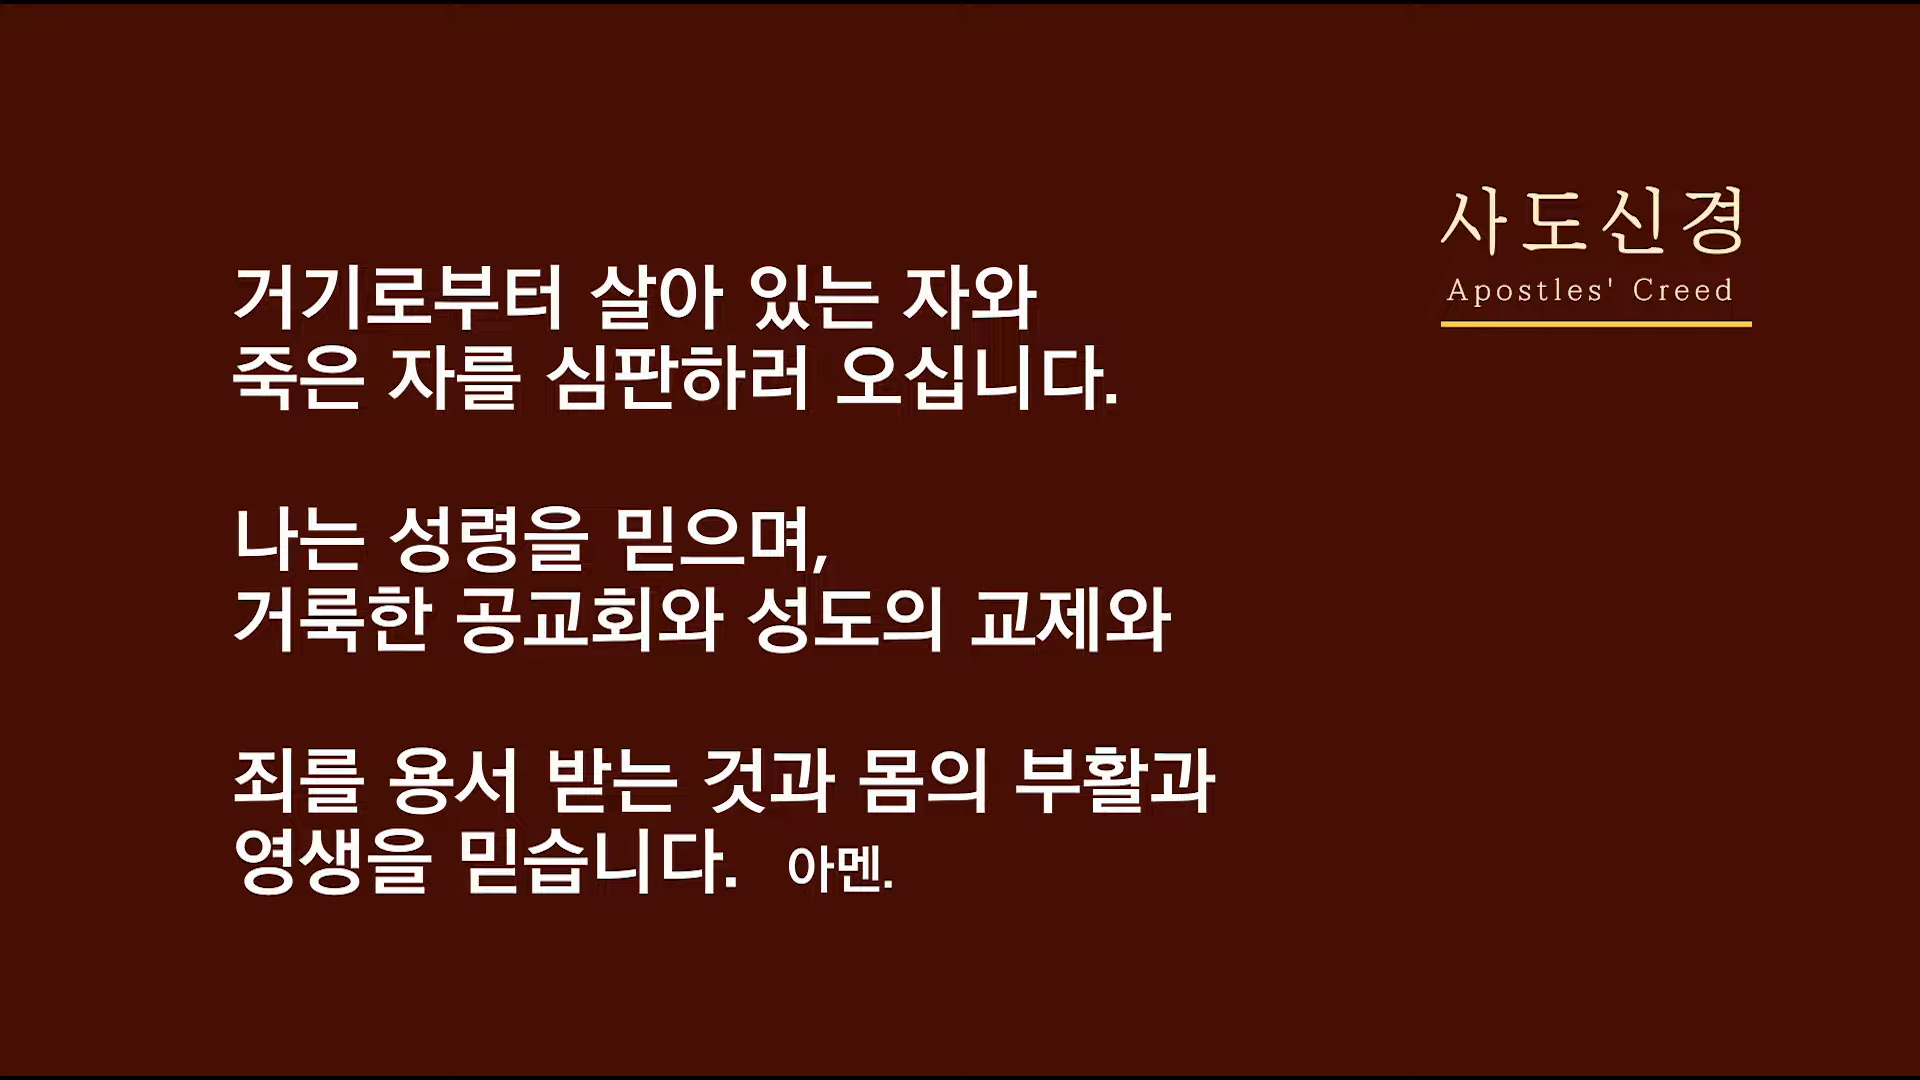 사도신경
Apostles' Creed
거기로부터 살아 있는 자와
죽은 자를 심판하러 오십니다.
나는 성령을 믿으며,
거룩한 공교회와 성도의 교제와
죄를 용서 받는 것과 몸의 부활과
영생을 믿습니다. 아멘.